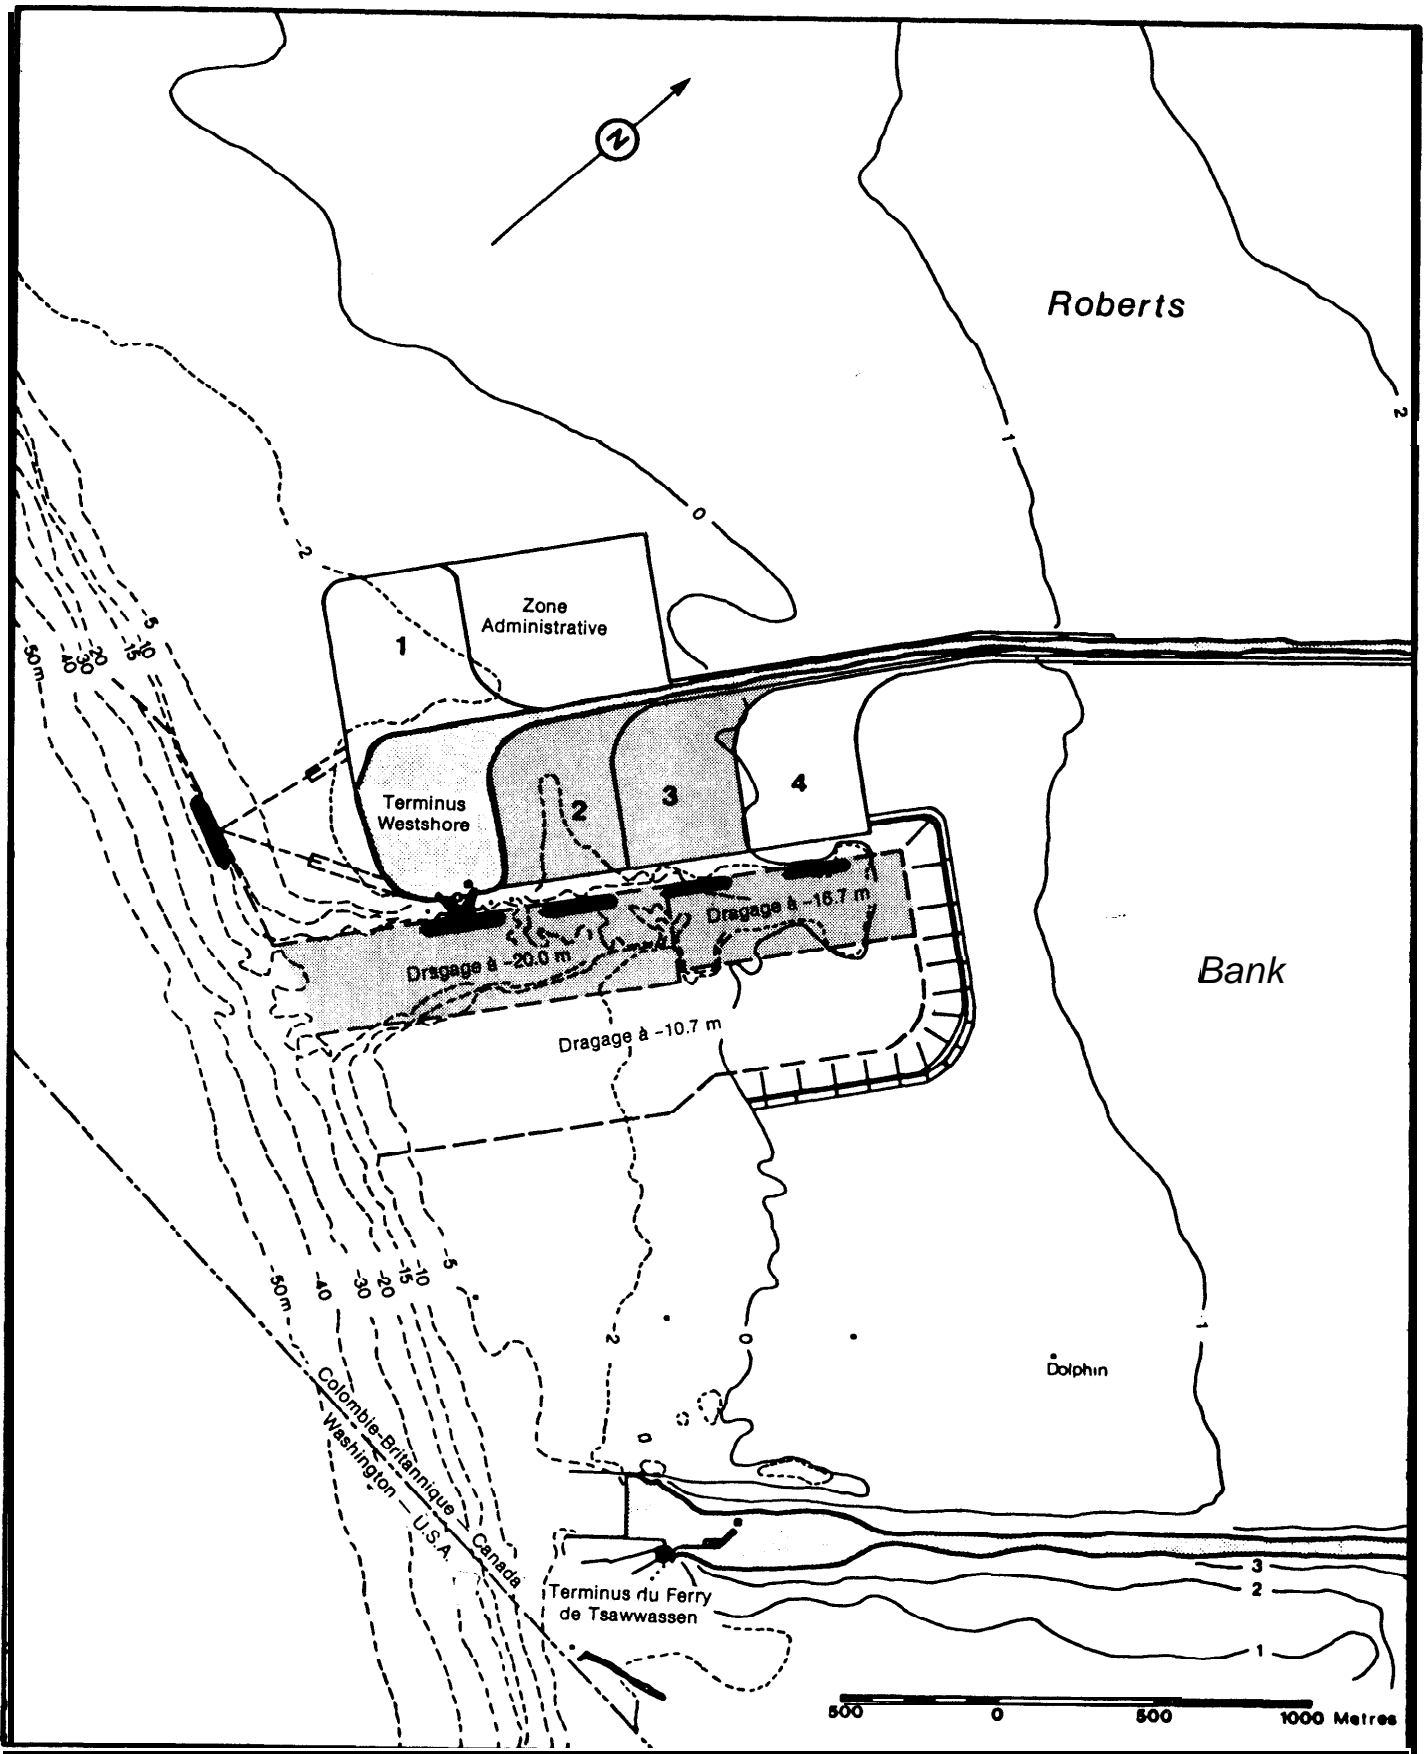 N
Roberts
2
1
0
-2
Zone
Administrative
1
-5
-10
-15
-20
-30
-40
-50m
Terminus
Westshore
2
3
4
Dragage à -16.7 m
Dragage à -20.0 m
Dragage à -10.7 m
Bank
-50m
-40
-30
-20
-15
-10
-5
-2
0
1
Dolphin
Colombie-Britannique — Canada
Washington — U.S.A.
Terminus du Ferry
de Tsawwassen
3
2
1
500 0 500 1000 Metres